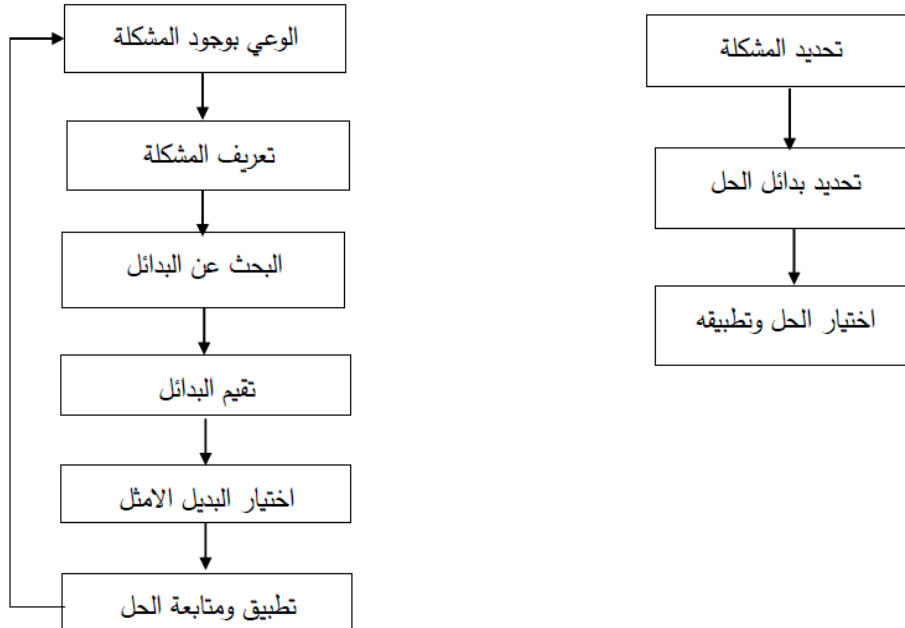 تحديد المشكلة
تحديد بدائل الحل
اختيار الحل وتطبيقه
الوعي بوجود المشكلة
تعريف المشكلة
البحث عن البدائل
تقيم البدائل
اختيار البديل الامثل
تطبيق ومتابعة الحل